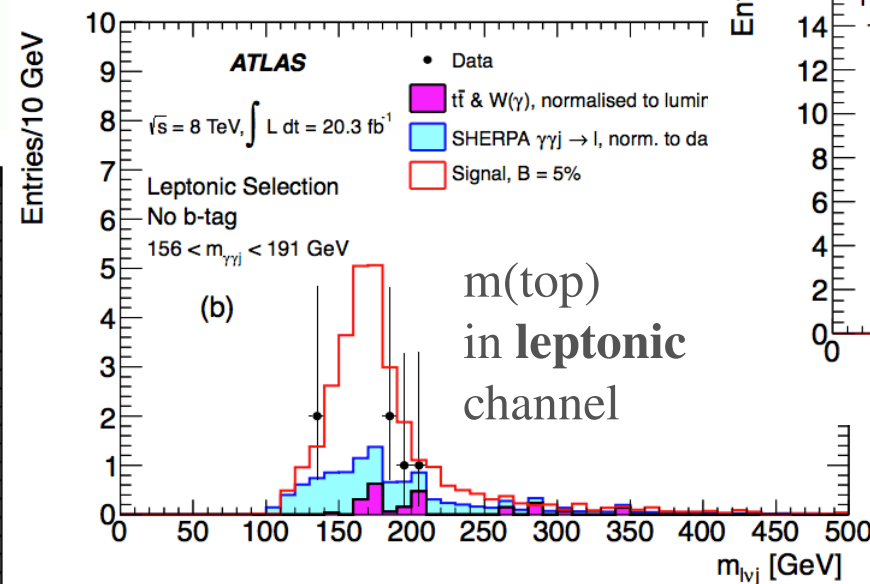 Entries/10 GeV
10
9
8
7
6
5
4
3
2
1
0
ATLAS
√s = 8 TeV, ∫ L dt = 20.3 fb⁻¹
Leptonic Selection
No b-tag
156 < mγγj < 191 GeV
(b)
Data
tt̄ & W(γ), normalised to lumin
SHERPA γγj → l, norm. to da
Signal, B = 5%
m(top)
in leptonic
channel
0 50 100 150 200 250 300 350 400 450 500
mlνj [GeV]
En
14
12
10
8
6
4
2
0
0